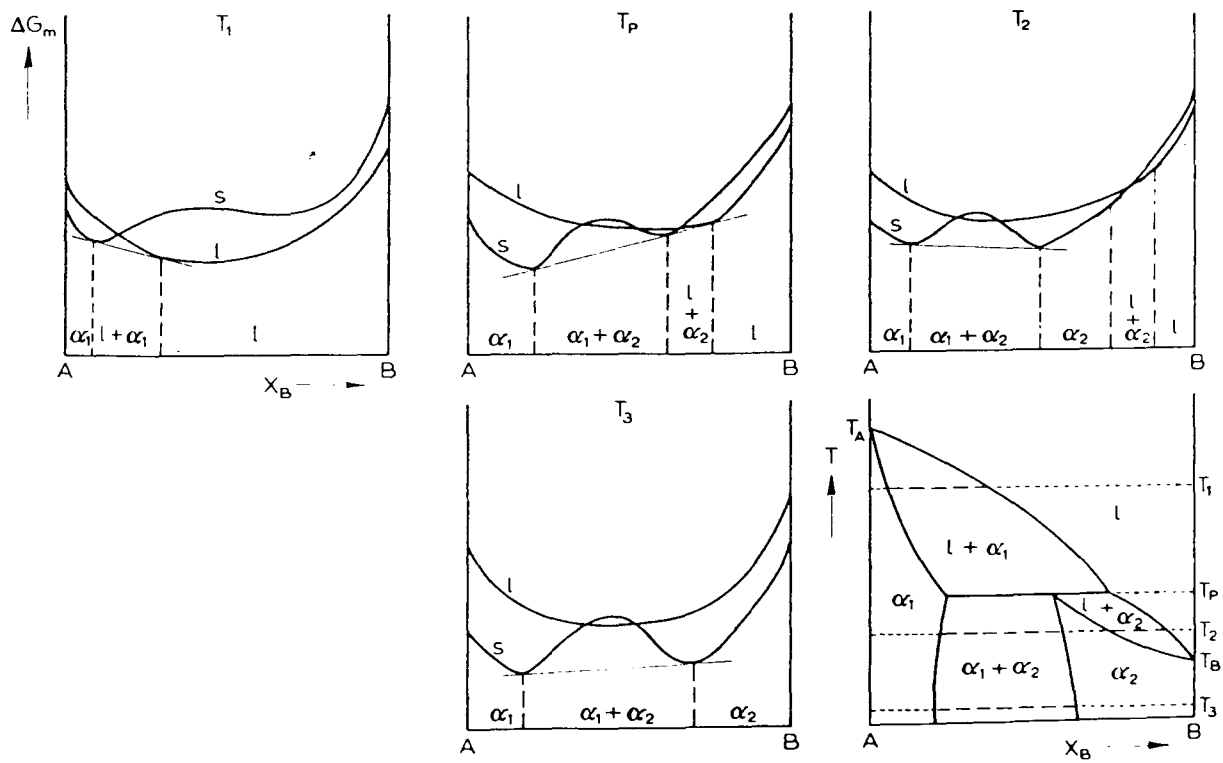 ΔG_m
T_1
s
l
α_1
l + α_1
l
A
B
X_B
T_P
l
s
α_1
α_1 + α_2
l + α_2
l
A
B
T_2
l
s
α_1
α_1 + α_2
α_2
l + α_2
l
A
B
T_3
l
s
α_1
α_1 + α_2
α_2
A
B
T_A
T
T_1
l
l + α_1
T_P
α_1
l + α_2
T_2
T_B
α_1 + α_2
α_2
T_3
A
X_B
B